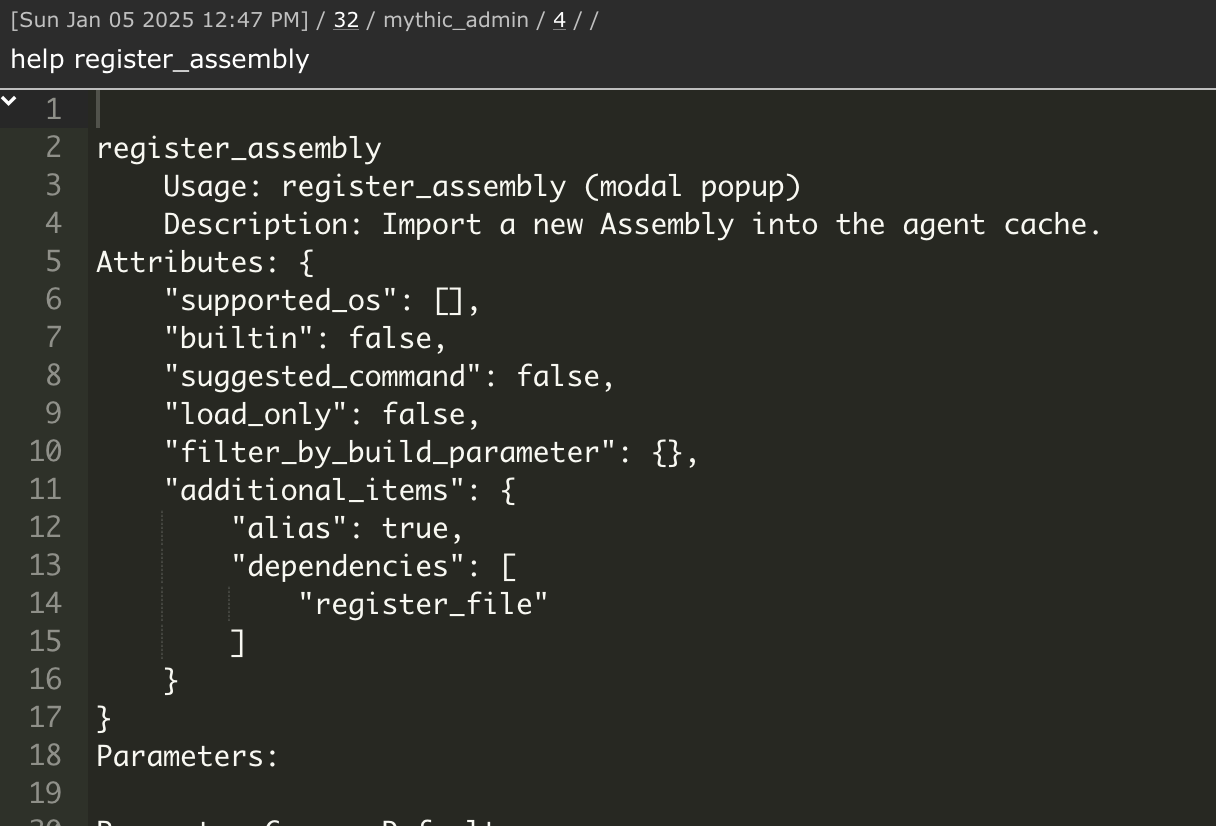 [Sun Jan 05 2025 12:47 PM] / 32 / mythic_admin / 4 / /
help register_assembly
1
2 register_assembly
3 Usage: register_assembly (modal popup)
4 Description: Import a new Assembly into the agent cache.
5 Attributes: {
6 "supported_os": [],
7 "builtin": false,
8 "suggested_command": false,
9 "load_only": false,
10 "filter_by_build_parameter": {},
11 "additional_items": {
12 "alias": true,
13 "dependencies": [
14 "register_file"
15 ]
16 }
17 }
18 Parameters:
19